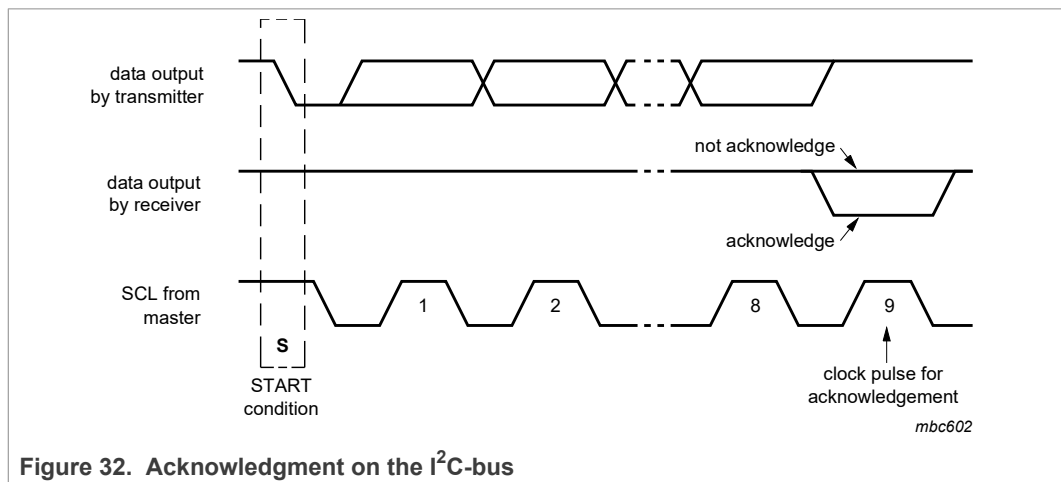 data output
by transmitter
not acknowledge
data output
by receiver
acknowledge
SCL from
master
1
2
8
9
S
START
condition
clock pulse for
acknowledgement
mbc602
Figure 32. Acknowledgment on the I²C-bus